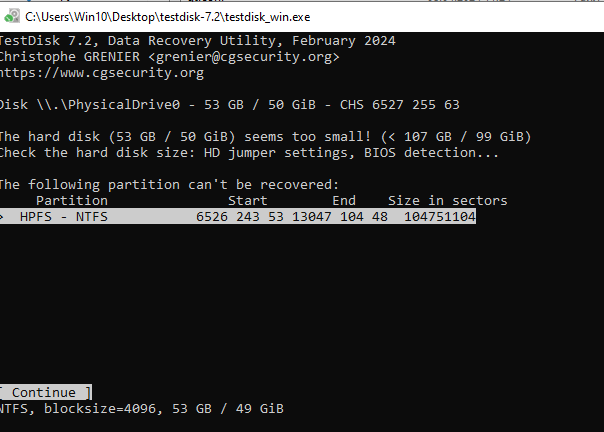 C:\Users\Win10\Desktop\testdisk-7.2\testdisk_win.exe
TestDisk 7.2, Data Recovery Utility, February 2024
Christophe GRENIER <grenier@cgsecurity.org>
https://www.cgsecurity.org
Disk \\.\PhysicalDrive0 - 53 GB / 50 GiB - CHS 6527 255 63
The hard disk (53 GB / 50 GiB) seems too small! (< 107 GB / 99 GiB)
Check the hard disk size: HD jumper settings, BIOS detection...
The following partition can't be recovered:
Partition Start End Size in sectors
> HPFS - NTFS 6526 243 53 13047 104 48 104751104
[ Continue ]
NTFS, blocksize=4096, 53 GB / 49 GiB